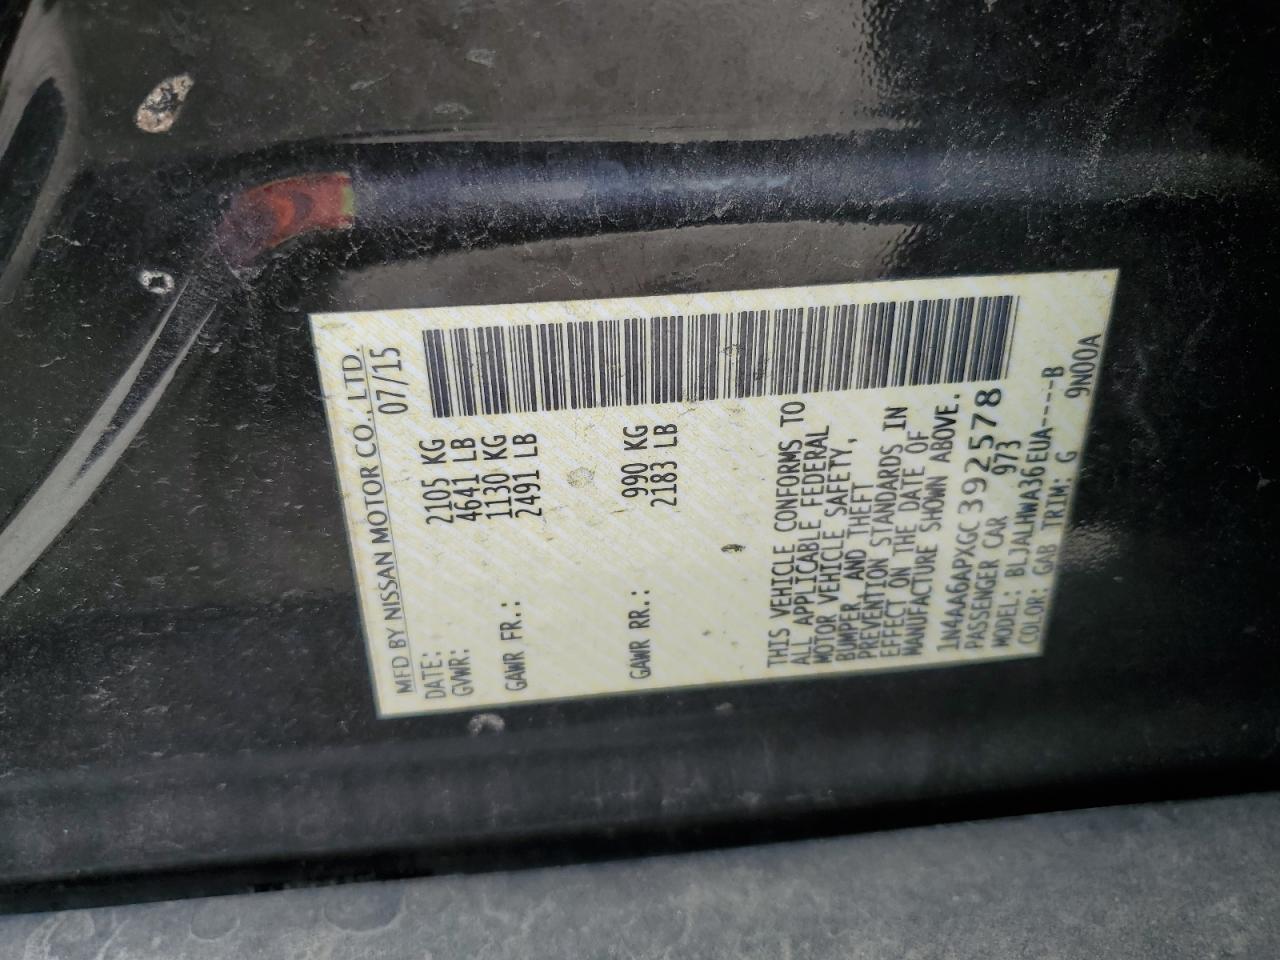 MFD BY NISSAN MOTOR CO., LTD.
DATE: 07/15
GVWR: 2105 KG
4641 LB
GAWR FR.: 1130 KG
2491 LB
GAWR RR.: 990 KG
2183 LB
THIS VEHICLE CONFORMS TO
ALL APPLICABLE FEDERAL
MOTOR VEHICLE SAFETY,
BUMPER, AND THEFT
PREVENTION STANDARDS IN
EFFECT ON THE DATE OF
MANUFACTURE SHOWN ABOVE.
1N4AA6APXGC392578
PASSENGER CAR 973
MODEL: BLJALHWA36EUA----B
COLOR: GAB TRIM: G 9N00A